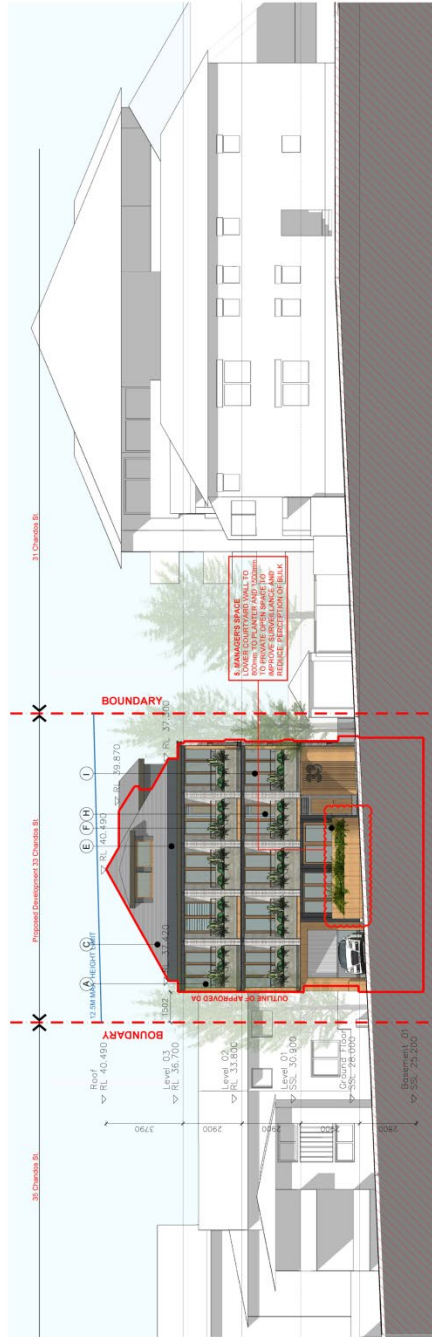 35 Chandos St.
Proposed Development 33 Chandos St.
31 Chandos St.
BOUNDARY
BOUNDARY
12.5M MAX HEIGHT LIMIT
A
C
E
F
H
I
RL 40.490
RL 39.870
Roof
RL 40.490
Level 03
RL 36.700
Level 02
RL 33.800
Level 01
SSL 30.900
Ground Floor
SSL 28.000
Basement 01
SSL 25.200
3790
2900
2900
2900
2800
OUTLINE OF APPROVED DA
5. MANAGER'S SPACE
LOWER COURTYARD WALL TO
800mm TO PLANTER AND 1500mm
TO PRIVATE OPEN SPACE TO
IMPROVE SURVEILLANCE AND
REDUCE PERCEPTION OF BULK
33